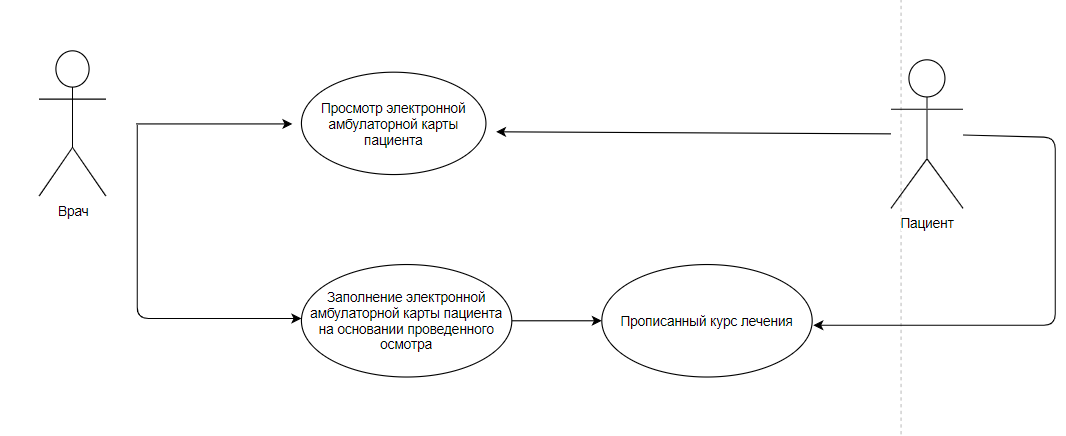 Просмотр электронной
амбулаторной карты
пациента
Врач
Пациент
Заполнение электронной
амбулаторной карты пациента
на основании проведенного
осмотра
Прописанный курс лечения